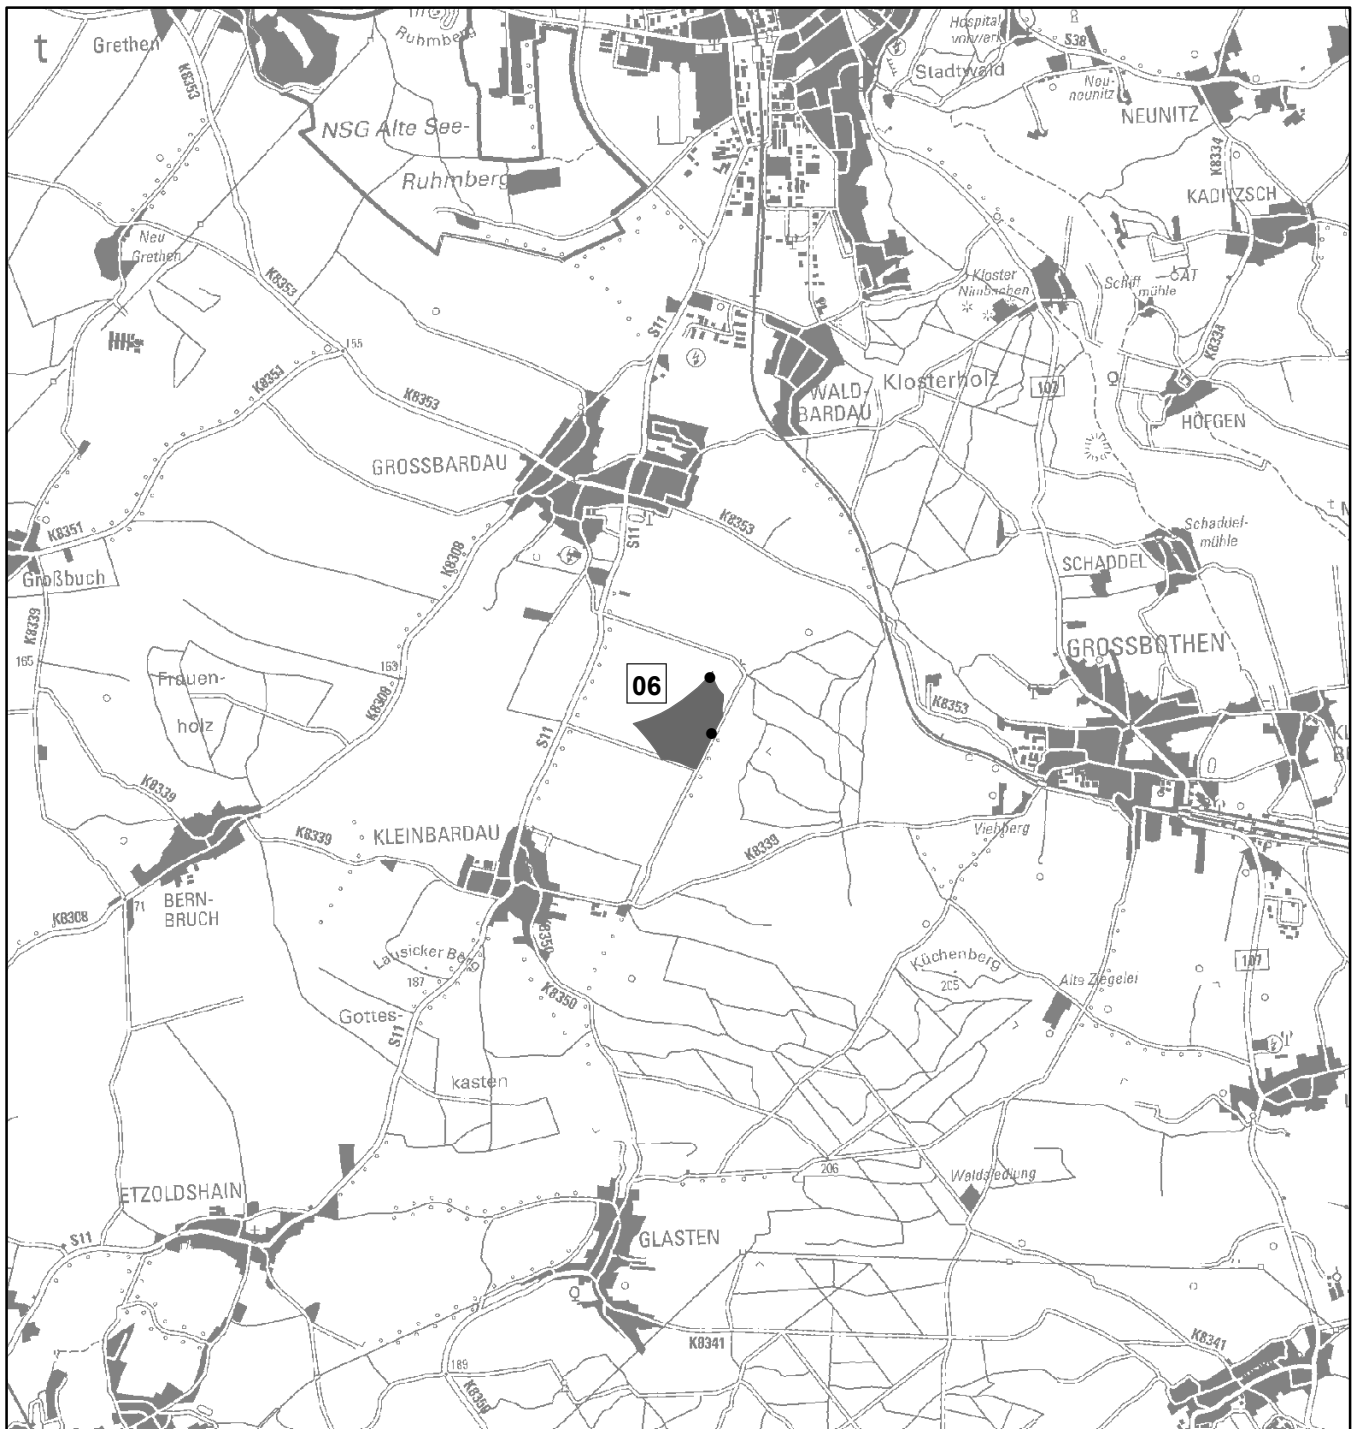 t
Grethen
Ruhmberg
K8353
NSG Alte See-
Ruhmberg
Hospital
vorwerk
S38
Stadtwald
Neu-
neunitz
NEUNITZ
K8334
KADITZSCH
Neu
Grethen
K8353
S11
Kloster
Nimbschen
Schiff
mühle
AT
K8334
155
K8351
K8353
WALD-
BARDAU
Klosterholz
107
HÖFGEN
GROSSBARDAU
K8351
K8308
S11
K8353
Schaddel-
mühle
SCHADDEL
Großbuch
K8339
165
163
Frauen-
holz
K8308
06
GROSSBOTHEN
K8353
S11
K8339
K8339
KLEINBARDAU
K8339
Viehberg
BERN-
BRUCH
71
K8308
K8350
Lausicker Berg
187
K8350
Küchenberg
205
Alte Ziegelei
107
Gottes-
S11
kasten
206
Waldsiedlung
ETZOLDSHAIN
S11
GLASTEN
K8341
K8341
189
K8350